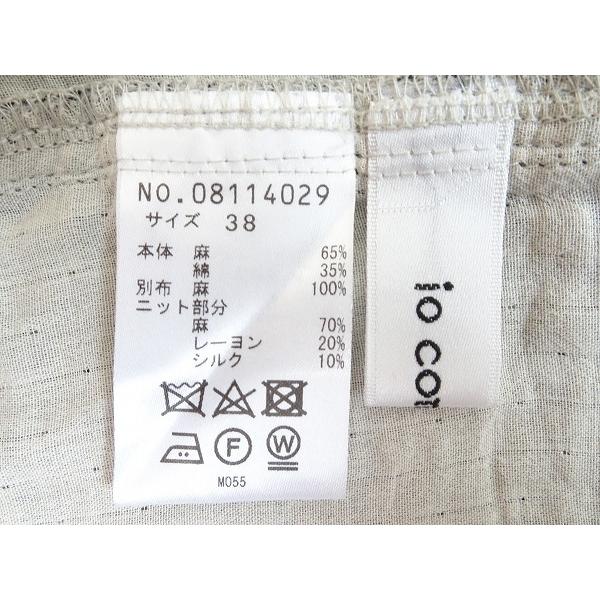 NO.08114029
サイズ 38
本体 麻 65%
綿 35%
別布 麻 100%
ニット部分
麻 70%
レーヨン 20%
シルク 10%
F W
M055
io com